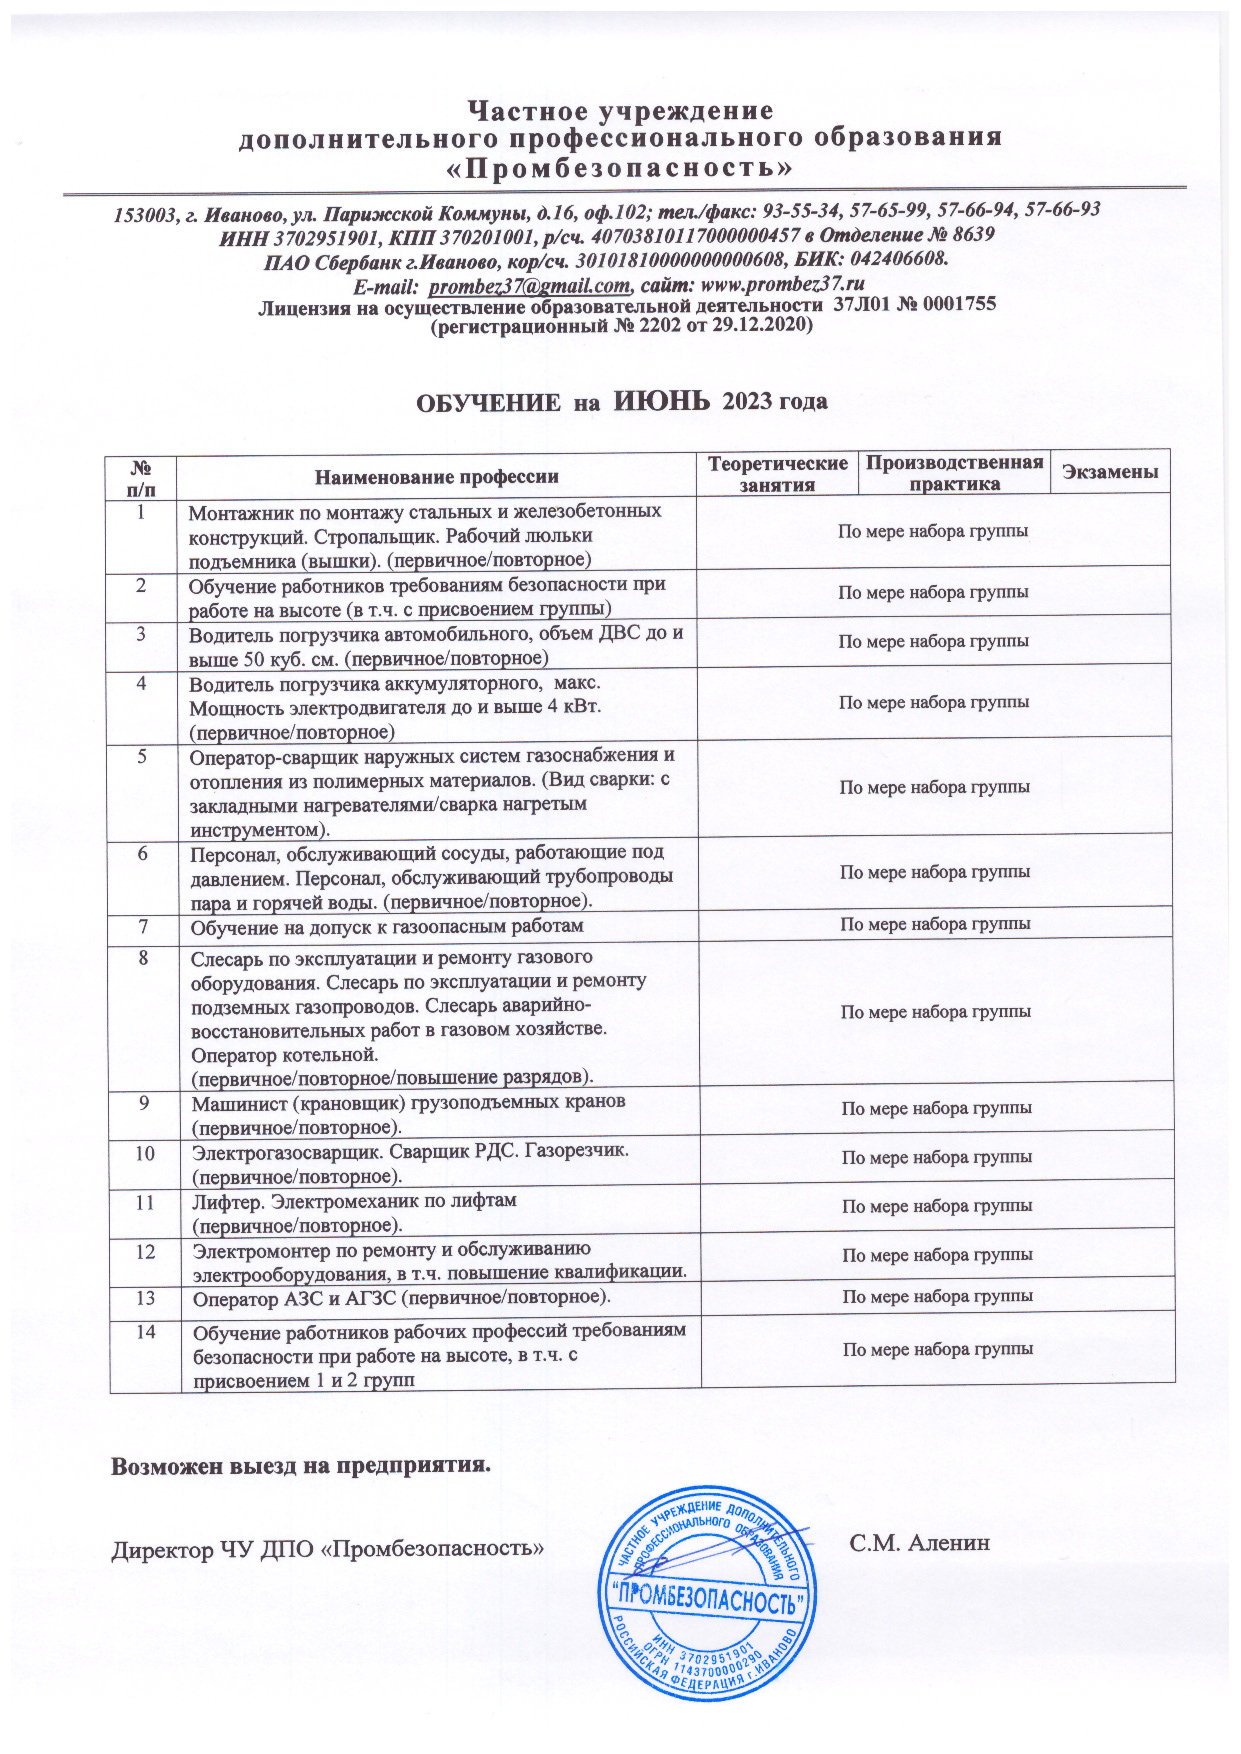 Частное учреждение
дополнительного профессионального образования
«Промбезопасность»
153003, г. Иваново, ул. Парижской Коммуны, д.16, оф.102; тел./факс: 93-55-34, 57-65-99, 57-66-94, 57-66-93
ИНН 3702951901, КПП 370201001, р/сч. 40703810117000000457 в Отделение № 8639
ПАО Сбербанк г.Иваново, кор/сч. 30101810000000000608, БИК: 042406608.
E-mail: prombez37@gmail.com, сайт: www.prombez37.ru
Лицензия на осуществление образовательной деятельности 37Л01 № 0001755
(регистрационный № 2202 от 29.12.2020)
ОБУЧЕНИЕ на ИЮНЬ 2023 года
№ п/п
Наименование профессии
Теоретические занятия
Производственная практика
Экзамены
1
Монтажник по монтажу стальных и железобетонных
конструкций. Стропальщик. Рабочий люльки
подъемника (вышки). (первичное/повторное)
По мере набора группы
2
Обучение работников требованиям безопасности при
работе на высоте (в т.ч. с присвоением группы)
По мере набора группы
3
Водитель погрузчика автомобильного, объем ДВС до и
выше 50 куб. см. (первичное/повторное)
По мере набора группы
4
Водитель погрузчика аккумуляторного, макс.
Мощность электродвигателя до и выше 4 кВт.
(первичное/повторное)
По мере набора группы
5
Оператор-сварщик наружных систем газоснабжения и
отопления из полимерных материалов. (Вид сварки: с
закладными нагревателями/сварка нагретым
инструментом).
По мере набора группы
6
Персонал, обслуживающий сосуды, работающие под
давлением. Персонал, обслуживающий трубопроводы
пара и горячей воды. (первичное/повторное).
По мере набора группы
7
Обучение на допуск к газоопасным работам
По мере набора группы
8
Слесарь по эксплуатации и ремонту газового
оборудования. Слесарь по эксплуатации и ремонту
подземных газопроводов. Слесарь аварийно-
восстановительных работ в газовом хозяйстве.
Оператор котельной.
(первичное/повторное/повышение разрядов).
По мере набора группы
9
Машинист (крановщик) грузоподъемных кранов
(первичное/повторное).
По мере набора группы
10
Электрогазосварщик. Сварщик РДС. Газорезчик.
(первичное/повторное).
По мере набора группы
11
Лифтер. Электромеханик по лифтам
(первичное/повторное).
По мере набора группы
12
Электромонтер по ремонту и обслуживанию
электрооборудования, в т.ч. повышение квалификации.
По мере набора группы
13
Оператор АЗС и АГЗС (первичное/повторное).
По мере набора группы
14
Обучение работников рабочих профессий требованиям
безопасности при работе на высоте, в т.ч. с
присвоением 1 и 2 групп
По мере набора группы
Возможен выезд на предприятия.
Директор ЧУ ДПО «Промбезопасность»
С.М. Аленин
ЧАСТНОЕ УЧРЕЖДЕНИЕ ДОПОЛНИТЕЛЬНОГО
ПРОФЕССИОНАЛЬНОГО ОБРАЗОВАНИЯ
"ПРОМБЕЗОПАСНОСТЬ"
ИНН 3702951901
ОГРН 1143700000290
РОССИЙСКАЯ ФЕДЕРАЦИЯ г.ИВАНОВО